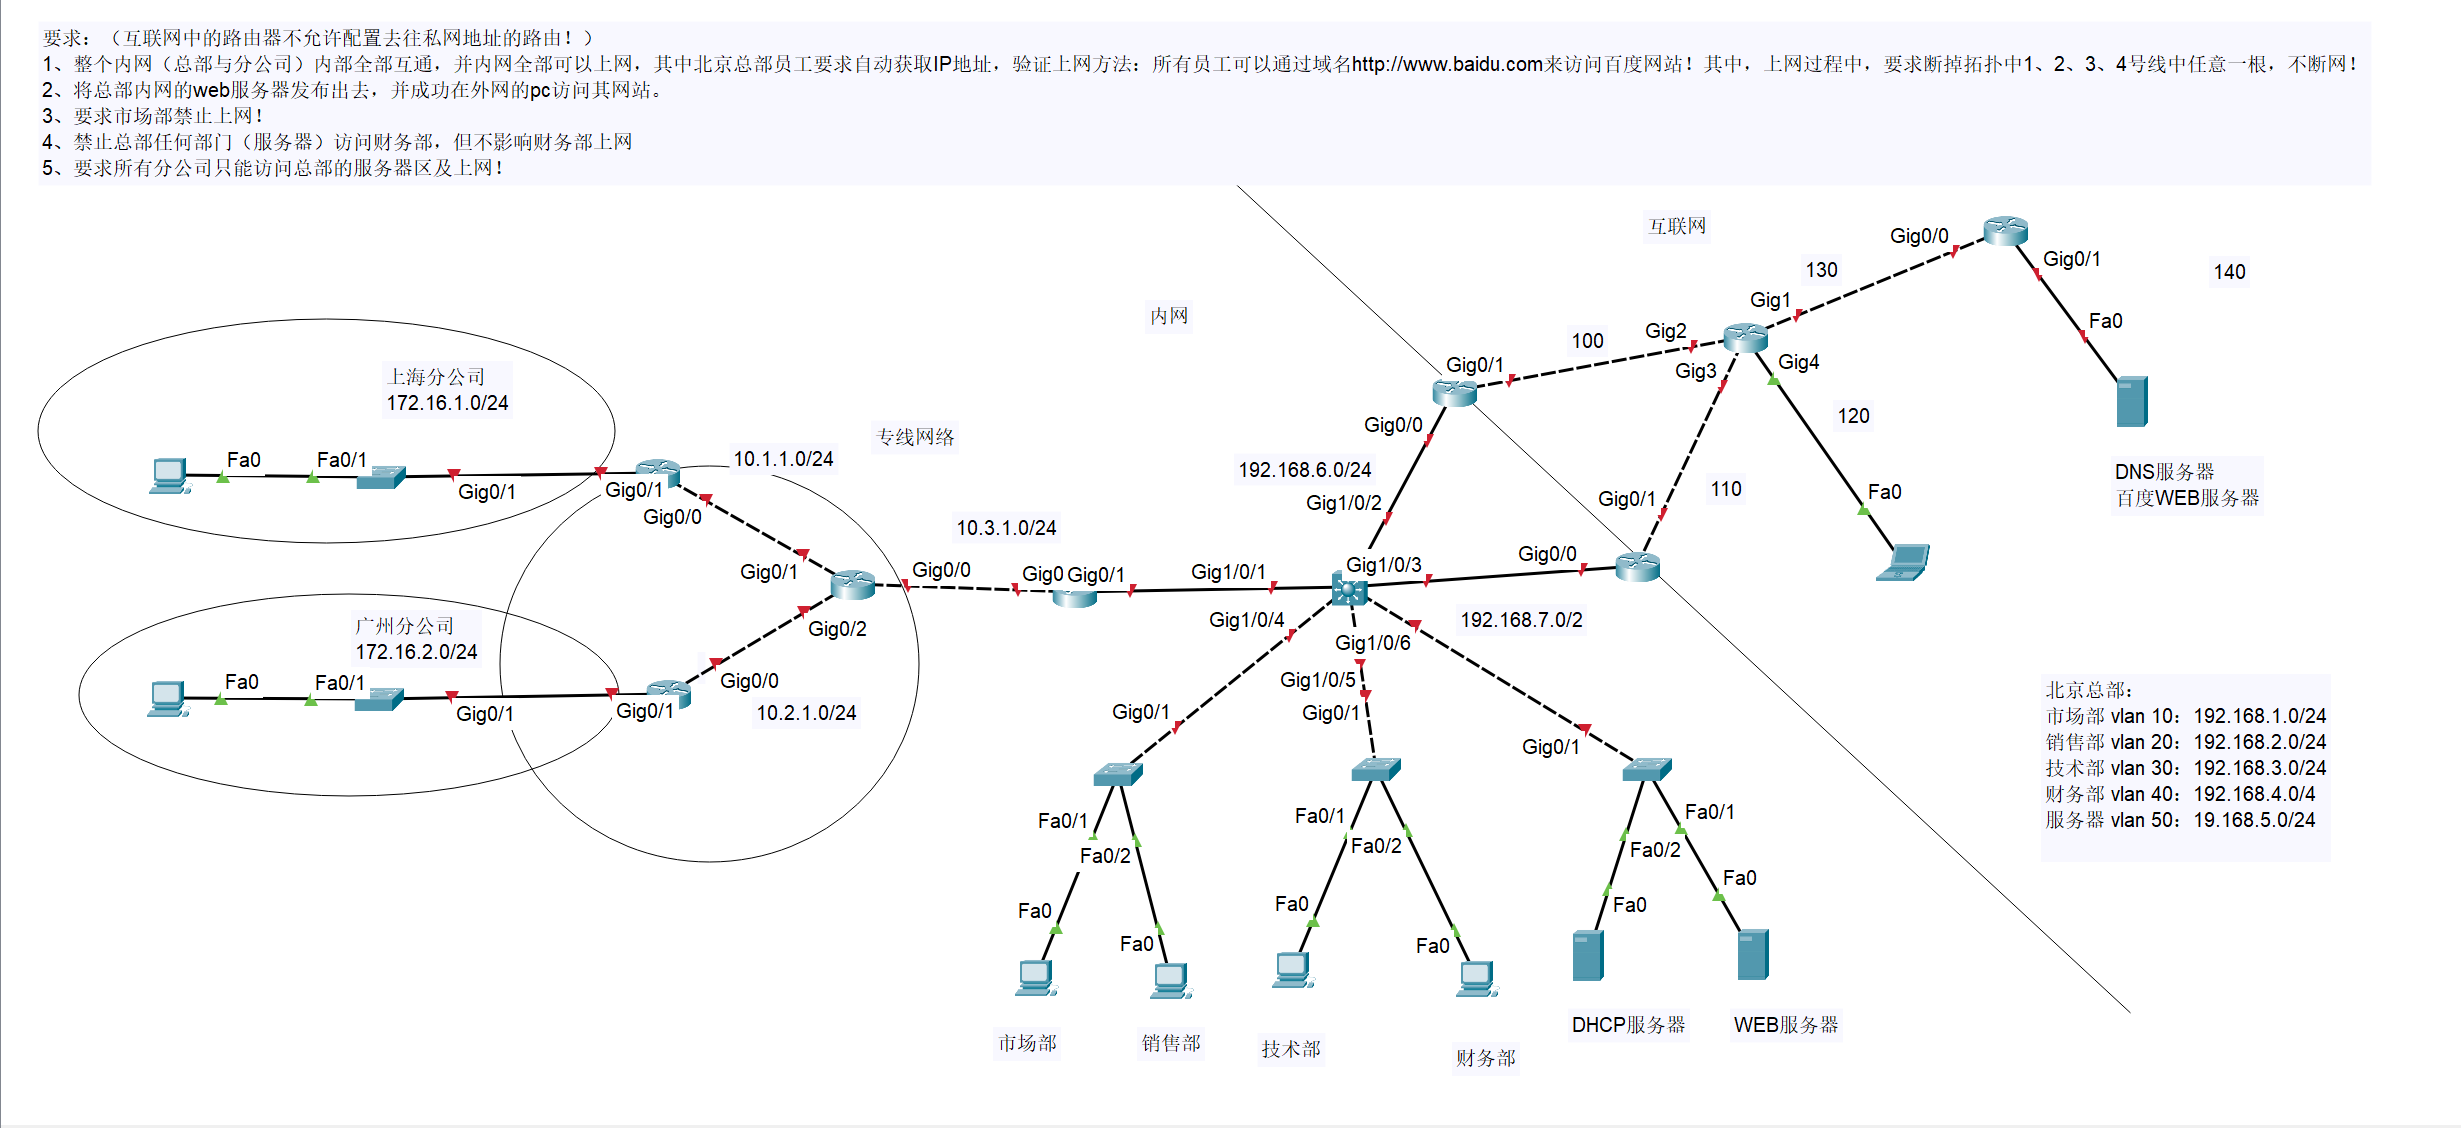 要求：（互联网中的路由器不允许配置去往私网地址的路由！）
1、整个内网（总部与分公司）内部全部互通，并内网全部可以上网，其中北京总部员工要求自动获取IP地址，验证上网方法：所有员工可以通过域名http://www.baidu.com来访问百度网站！其中，上网过程中，要求断掉拓扑中1、2、3、4号线中任意一根，不断网！
2、将总部内网的web服务器发布出去，并成功在外网的pc访问其网站。
3、要求市场部禁止上网！
4、禁止总部任何部门（服务器）访问财务部，但不影响财务部上网
5、要求所有分公司只能访问总部的服务器区及上网！
互联网
Gig0/0
Gig0/1
130
140
Gig1
内网
Fa0
Gig2
100
Gig4
Gig0/1
Gig3
上海分公司
172.16.1.0/24
120
Gig0/0
专线网络
10.1.1.0/24
Fa0
Fa0/1
192.168.6.0/24
DNS服务器
百度WEB服务器
Gig0/1
Gig0/1
110
Fa0
Gig0/1
Gig1/0/2
Gig0/0
10.3.1.0/24
Gig0/0
Gig1/0/3
Gig0/1
Gig0/0
Gig0
Gig0/1
Gig1/0/1
广州分公司
172.16.2.0/24
Gig0/2
Gig1/0/4
192.168.7.0/2
Gig1/0/6
Fa0
Fa0/1
Gig0/0
Gig1/0/5
Gig0/1
Gig0/1
10.2.1.0/24
Gig0/1
Gig0/1
Gig0/1
北京总部：
市场部 vlan 10：192.168.1.0/24
销售部 vlan 20：192.168.2.0/24
技术部 vlan 30：192.168.3.0/24
财务部 vlan 40：192.168.4.0/4
服务器 vlan 50：19.168.5.0/24
Fa0/1
Fa0/2
Fa0/1
Fa0/2
Fa0/1
Fa0/2
Fa0
Fa0
Fa0
Fa0
Fa0
Fa0
市场部
销售部
技术部
财务部
DHCP服务器
WEB服务器